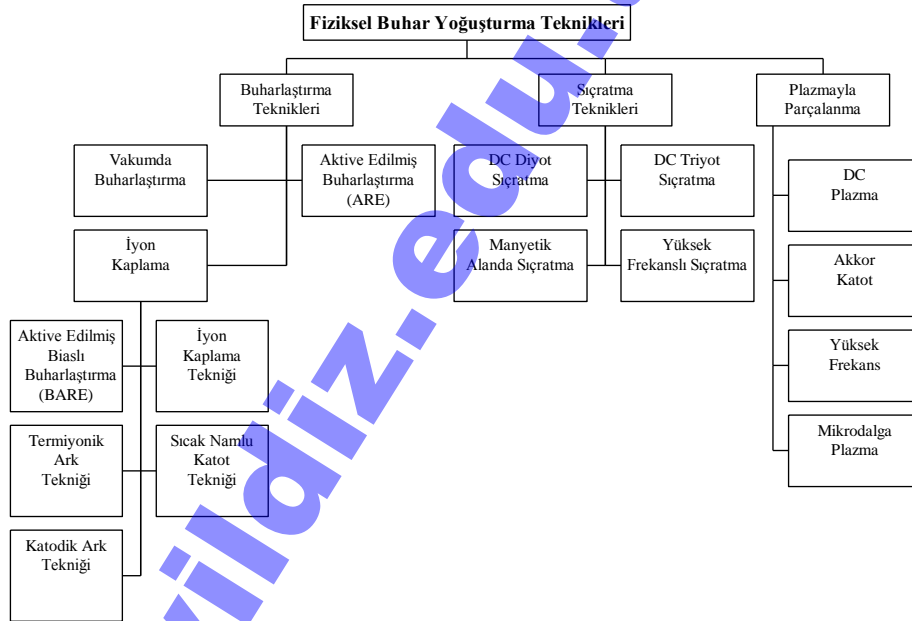 Fiziksel Buhar Yoğuşturma Teknikleri
Buharlaştırma
Teknikleri
Sıçratma
Teknikleri
Plazmayla
Parçalanma
Vakumda
Buharlaştırma
Aktive Edilmiş
Buharlaştırma
(ARE)
DC Diyot
Sıçratma
DC Triyot
Sıçratma
DC
Plazma
İyon
Kaplama
Manyetik
Alanda Sıçratma
Yüksek
Frekanslı Sıçratma
Akkor
Katot
Aktive Edilmiş
Biaslı
Buharlaştırma
(BARE)
İyon
Kaplama
Tekniği
Yüksek
Frekans
Termiyonik
Ark
Tekniği
Sıcak Namlu
Katot
Tekniği
Mikrodalga
Plazma
Katodik Ark
Tekniği
yildiz.edu.